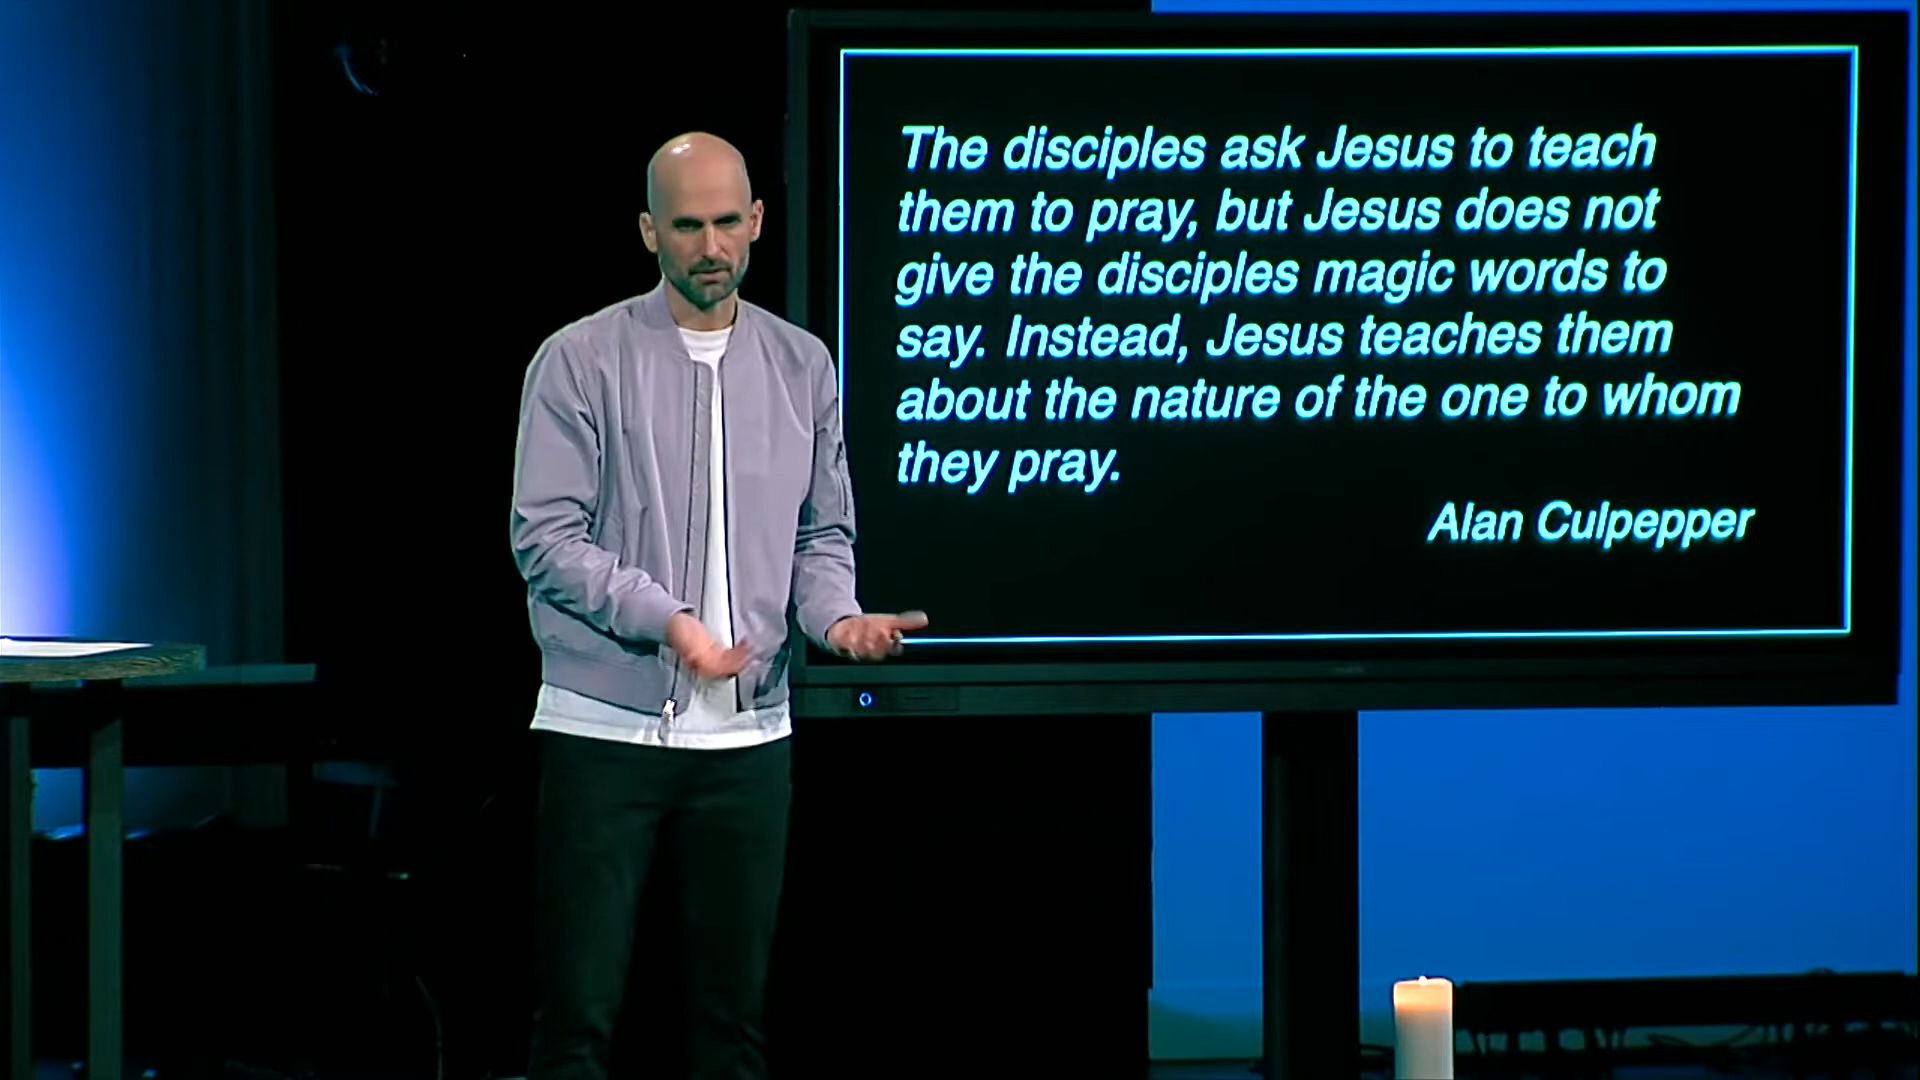 The disciples ask Jesus to teach
them to pray, but Jesus does not
give the disciples magic words to
say. Instead, Jesus teaches them
about the nature of the one to whom
they pray.
Alan Culpepper